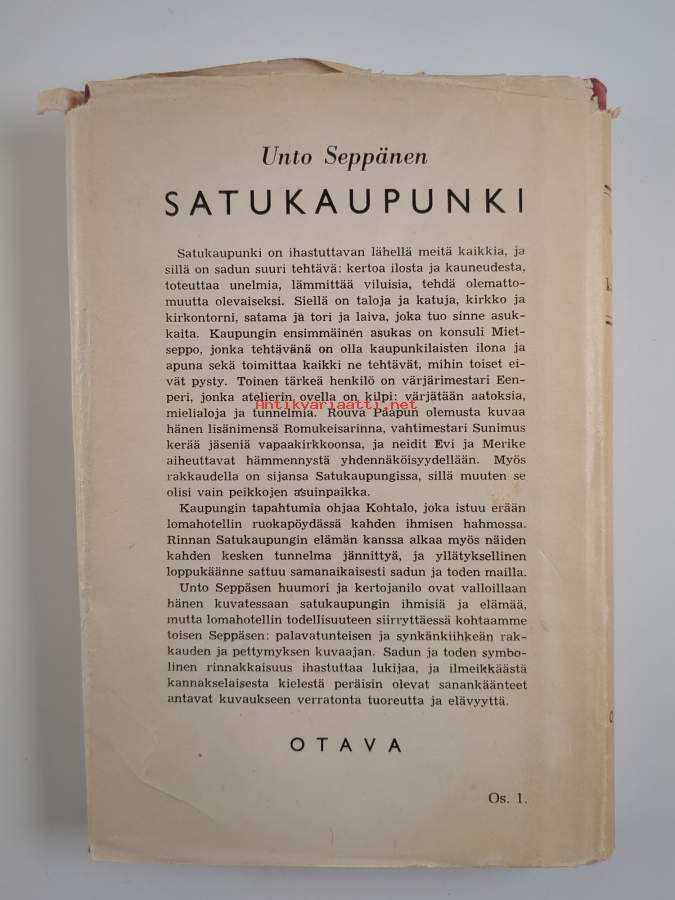 Unto Seppänen
SATUKAUPUNKI
Satukaupunki on ihastuttavan lähellä meitä kaikkia, ja
sillä on sadun suuri tehtävä: kertoa ilosta ja kauneudesta,
toteuttaa unelmia, lämmittää viluisia, tehdä olematto-
muutta olevaiseksi. Siellä on taloja ja katuja, kirkko ja
kirkontorni, satama ja tori ja laiva, joka tuo sinne asuk-
kaita. Kaupungin ensimmäinen asukas on konsuli Miet-
seppo, jonka tehtävänä on olla kaupunkilaisten ilona ja
apuna sekä toimittaa kaikki ne tehtävät, mihin toiset ei-
vät pysty. Toinen tärkeä henkilö on värjärimestari Een-
peri, jonka atelierin ovella on kilpi: värjätään aatoksia,
Antikvariaatti.net
mielialoja ja tunnelmia. Rouva Paapun olemusta kuvaa
hänen lisänimensä Romukeisarinna, vahtimestari Sunimus
kerää jäseniä vapaakirkkoonsa, ja neidit Evi ja Merike
aiheuttavat hämmennystä yhdennäköisyydellään. Myös
rakkaudella on sijansa Satukaupungissa, sillä muuten se
olisi vain peikkojen asuinpaikka.
Kaupungin tapahtumia ohjaa Kohtalo, joka istuu erään
lomahotellin ruokapöydässä kahden ihmisen hahmossa.
Rinnan Satukaupungin elämän kanssa alkaa myös näiden
kahden kesken tunnelma jännittyä, ja yllätyksellinen
loppukäänne sattuu samanaikaisesti sadun ja toden mailla.
Unto Seppäsen huumori ja kertojanilo ovat valloillaan
hänen kuvatessaan satukaupungin ihmisiä ja elämää,
mutta lomahotellin todellisuuteen siirryttäessä kohtaamme
toisen Seppäsen: palavatunteisen ja synkänkiihkeän rak-
kauden ja pettymyksen kuvaajan. Sadun ja toden symbo-
linen rinnakkaisuus ihastuttaa lukijaa, ja ilmeikkäästä
kannakselaisesta kielestä peräisin olevat sanankäänteet
antavat kuvaukseen verratonta tuoreutta ja elävyyttä.
OTAVA
Os. 1.